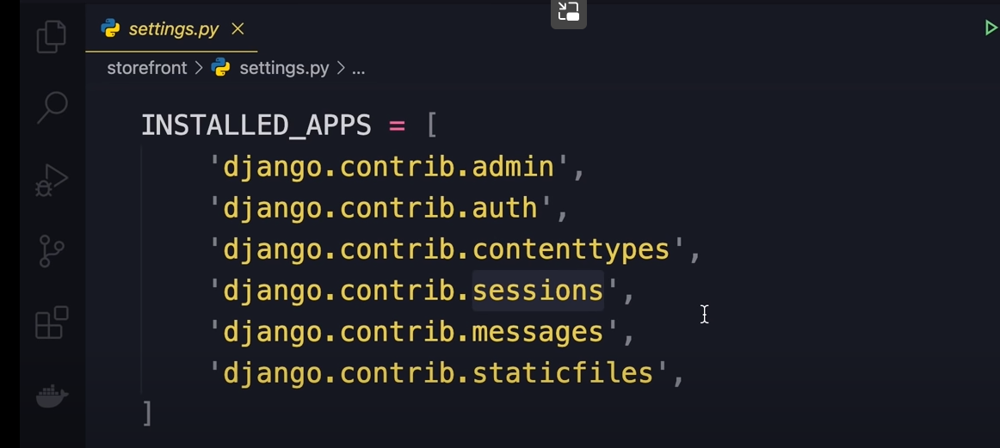 settings.py
storefront > settings.py > ...
INSTALLED_APPS = [
    'django.contrib.admin',
    'django.contrib.auth',
    'django.contrib.contenttypes',
    'django.contrib.sessions',
    'django.contrib.messages',
    'django.contrib.staticfiles',
]